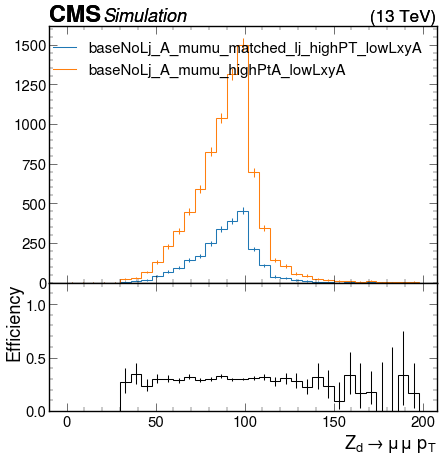 CMS Simulation (13 TeV)
1500
baseNoLj_A_mumu_matched_lj_highPT_lowLxyA
baseNoLj_A_mumu_highPtA_lowLxyA
1250
1000
750
500
250
0
1.0
Efficiency
0.5
0.0
0 50 100 150 200
Z_d → μ μ p_T